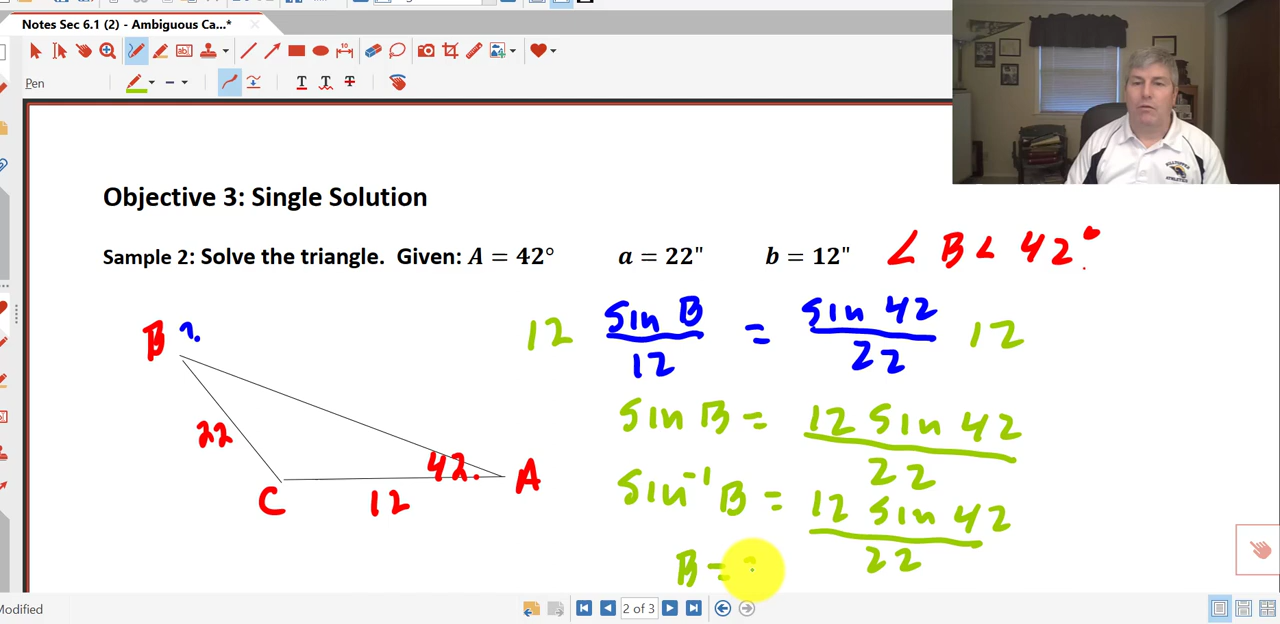 Notes Sec 6.1 (2) - Ambiguous Ca...*
Pen
Objective 3: Single Solution
Sample 2: Solve the triangle. Given: A = 42° a = 22" b = 12" ∠ B < 42°
12 sin B / 12 = sin 42 / 22 12
B ?
sin B = 12 sin 42 / 22
22
42.
A
C
12
sin⁻¹ B = 12 sin 42 / 22
B =
Modified
2 of 3